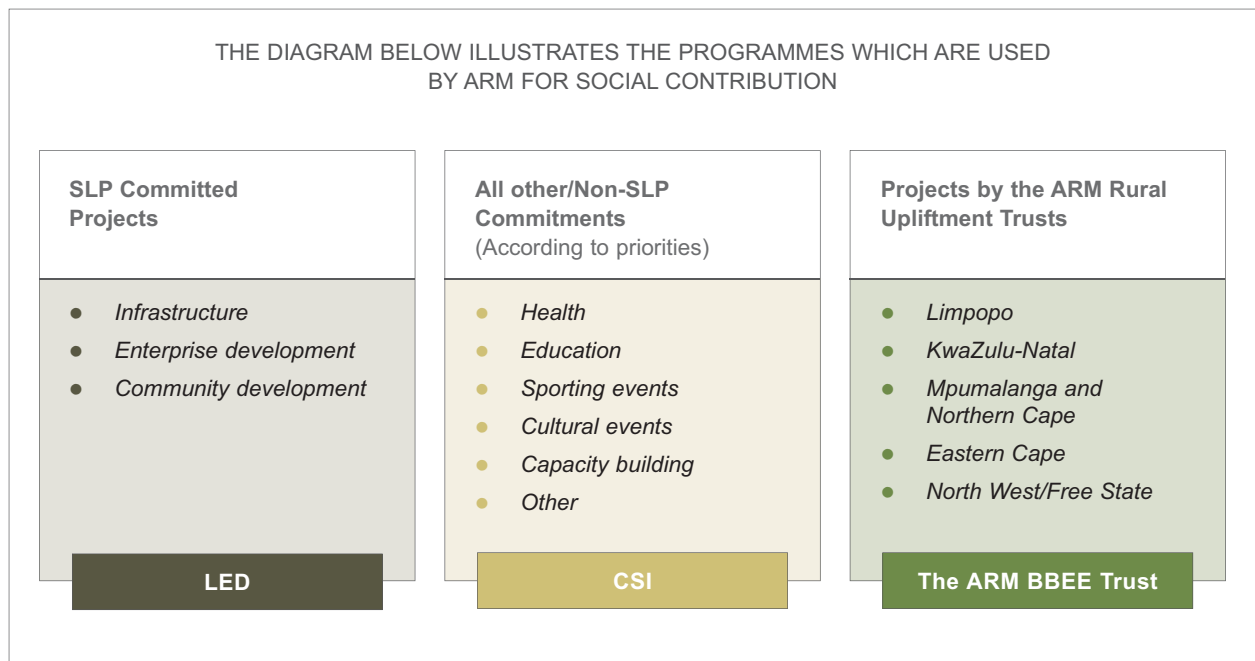 THE DIAGRAM BELOW ILLUSTRATES THE PROGRAMMES WHICH ARE USED
BY ARM FOR SOCIAL CONTRIBUTION
SLP Committed
Projects
Infrastructure
Enterprise development
Community development
LED
All other/Non-SLP
Commitments
(According to priorities)
Health
Education
Sporting events
Cultural events
Capacity building
Other
CSI
Projects by the ARM Rural
Upliftment Trusts
Limpopo
KwaZulu-Natal
Mpumalanga and
Northern Cape
Eastern Cape
North West/Free State
The ARM BBEE Trust